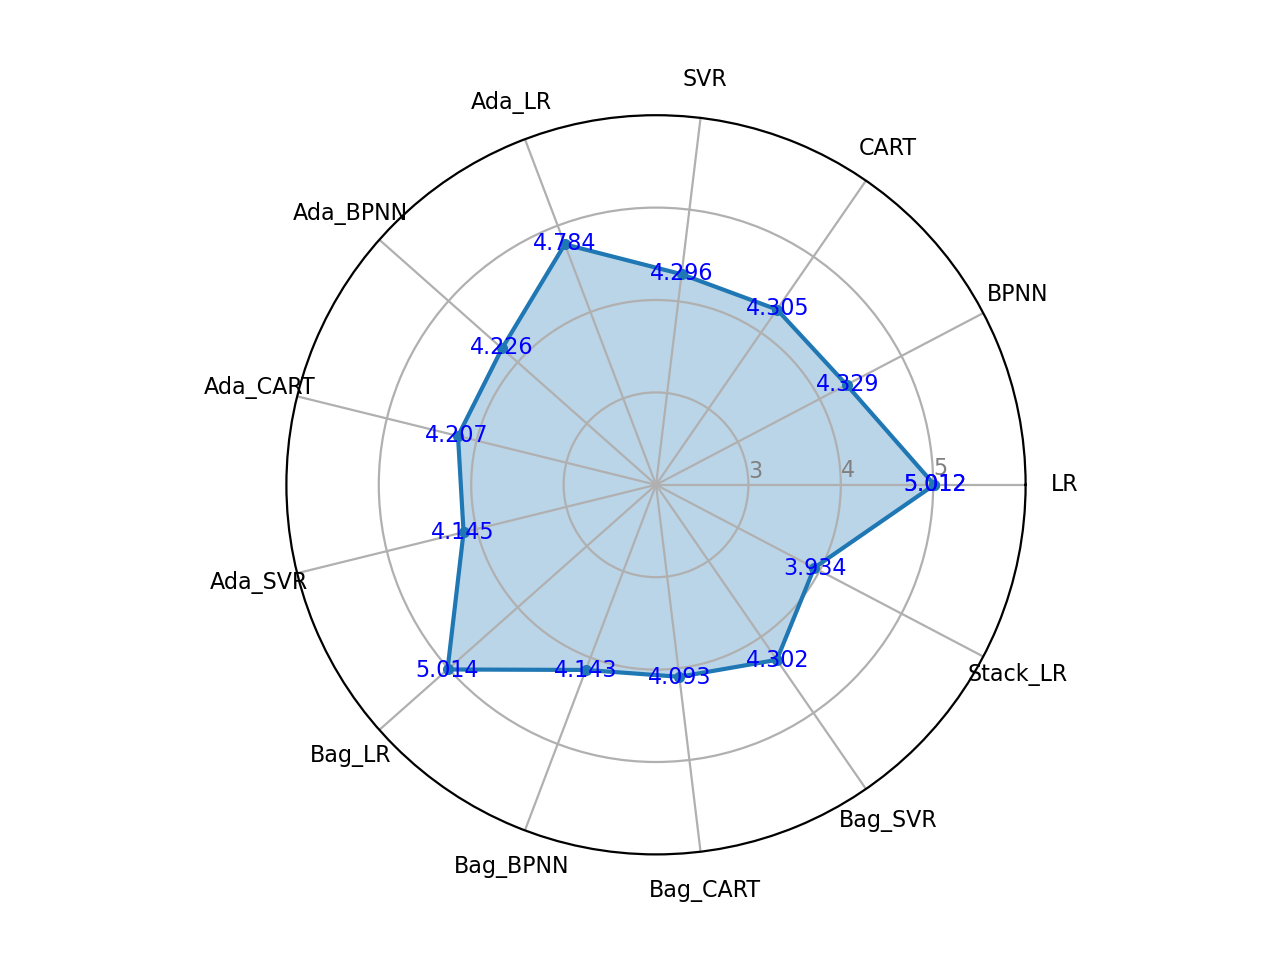 SVR
Ada_LR
CART
Ada_BPNN
4.784
4.296
BPNN
4.305
4.226
Ada_CART
4.329
4.207
3
4
5
5.012
LR
4.145
Ada_SVR
3.934
5.014
4.143
4.093
4.302
Stack_LR
Bag_LR
Bag_SVR
Bag_BPNN
Bag_CART